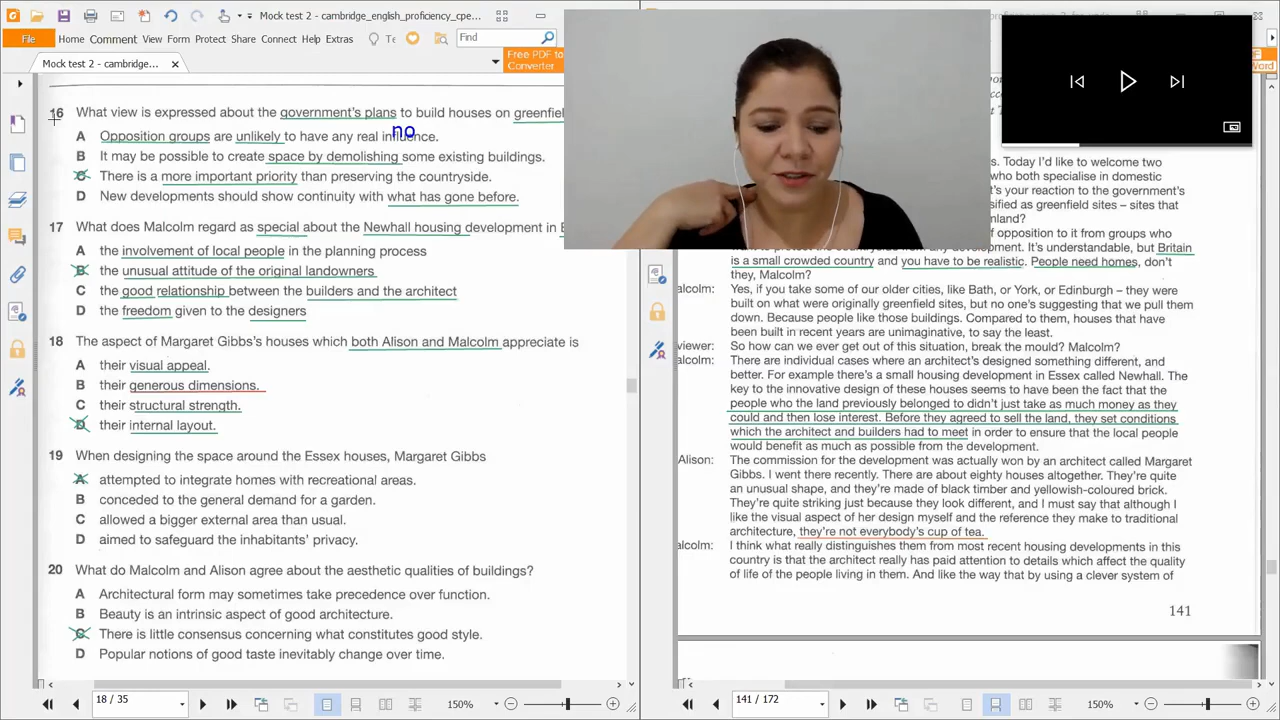 Mock test 2 - cambridge_english_proficiency_cpe_...
File Home Comment View Form Protect Share Connect Help Extras Find
Mock test 2 - cambridge...
Free PDF to
Converter
Word
16 What view is expressed about the government's plans to build houses on greenfiel
no
A Opposition groups are unlikely to have any real influence.
B It may be possible to create space by demolishing some existing buildings.
C There is a more important priority than preserving the countryside.
D New developments should show continuity with what has gone before.
17 What does Malcolm regard as special about the Newhall housing development in E
A the involvement of local people in the planning process
B the unusual attitude of the original landowners
C the good relationship between the builders and the architect
D the freedom given to the designers
18 The aspect of Margaret Gibbs's houses which both Alison and Malcolm appreciate is
A their visual appeal.
B their generous dimensions.
C their structural strength.
D their internal layout.
19 When designing the space around the Essex houses, Margaret Gibbs
A attempted to integrate homes with recreational areas.
B conceded to the general demand for a garden.
C allowed a bigger external area than usual.
D aimed to safeguard the inhabitants' privacy.
20 What do Malcolm and Alison agree about the aesthetic qualities of buildings?
A Architectural form may sometimes take precedence over function.
B Beauty is an intrinsic aspect of good architecture.
C There is little consensus concerning what constitutes good style.
D Popular notions of good taste inevitably change over time.
18 / 35
150%
s. Today I'd like to welcome two
who both specialise in domestic
t's your reaction to the government's
sified as greenfield sites – sites that
mland?
of opposition to it from groups who
want to protect the countryside from any development. It's understandable, but Britain
is a small crowded country and you have to be realistic. People need homes, don't
they, Malcolm?
alcolm: Yes, if you take some of our older cities, like Bath, or York, or Edinburgh – they were
built on what were originally greenfield sites, but no one's suggesting that we pull them
down. Because people like those buildings. Compared to them, houses that have
been built in recent years are unimaginative, to say the least.
viewer: So how can we ever get out of this situation, break the mould? Malcolm?
alcolm: There are individual cases where an architect's designed something different, and
better. For example there's a small housing development in Essex called Newhall. The
key to the innovative design of these houses seems to have been the fact that the
people who the land previously belonged to didn't just take as much money as they
could and then lose interest. Before they agreed to sell the land, they set conditions
which the architect and builders had to meet in order to ensure that the local people
would benefit as much as possible from the development.
Alison: The commission for the development was actually won by an architect called Margaret
Gibbs. I went there recently. There are about eighty houses altogether. They're quite
an unusual shape, and they're made of black timber and yellowish-coloured brick.
They're quite striking just because they look different, and I must say that although I
like the visual aspect of her design myself and the reference they make to traditional
architecture, they're not everybody's cup of tea.
alcolm: I think what really distinguishes them from most recent housing developments in this
country is that the architect really has paid attention to details which affect the quality
of life of the people living in them. And like the way that by using a clever system of
141
141 / 172
150%